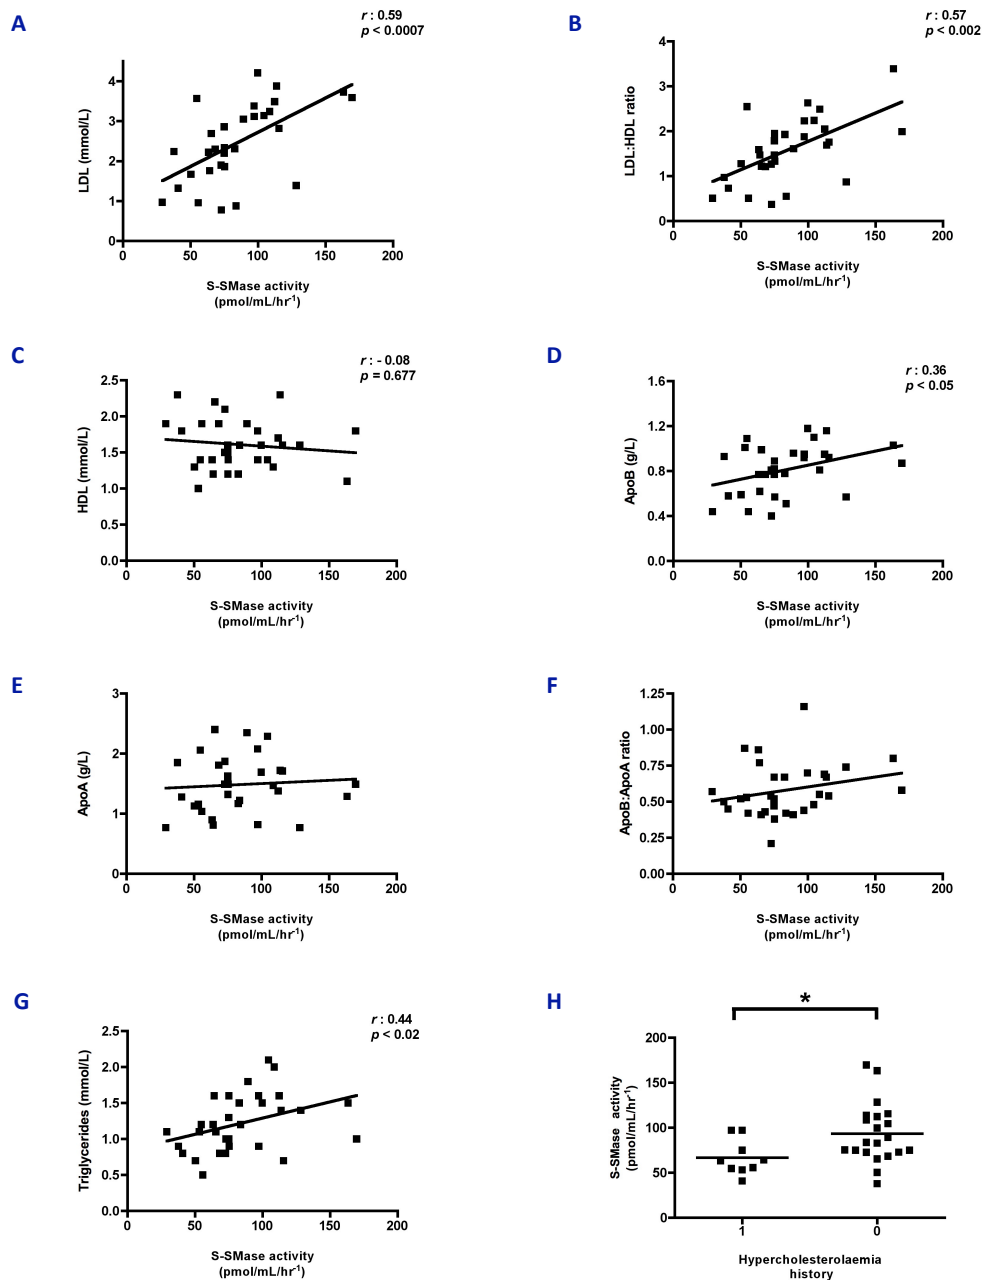 A
r : 0.59
p < 0.0007
LDL (mmol/L)
4
3
2
1
0
0 50 100 150 200
S-SMase activity
(pmol/mL/hr-1)
B
r : 0.57
p < 0.002
LDL:HDL ratio
4
3
2
1
0
0 50 100 150 200
S-SMase activity
(pmol/mL/hr-1)
C
r : - 0.08
p = 0.677
HDL (mmol/L)
2.5
2.0
1.5
1.0
0.5
0.0
0 50 100 150 200
S-SMase activity
(pmol/mL/hr-1)
D
r : 0.36
p < 0.05
ApoB (g/L)
1.6
1.2
0.8
0.4
0.0
0 50 100 150 200
S-SMase activity
(pmol/mL/hr-1)
E
ApoA (g/L)
3
2
1
0
0 50 100 150 200
S-SMase activity
(pmol/mL/hr-1)
F
ApoB:ApoA ratio
1.25
1.00
0.75
0.50
0.25
0.00
0 50 100 150 200
S-SMase activity
(pmol/mL/hr-1)
G
r : 0.44
p < 0.02
Triglycerides (mmol/L)
2.5
2.0
1.5
1.0
0.5
0.0
0 50 100 150 200
S-SMase activity
(pmol/mL/hr-1)
H
*
S-SMase activity
(pmol/mL/hr-1)
200
150
100
50
0
1 0
Hypercholesterolaemia
history